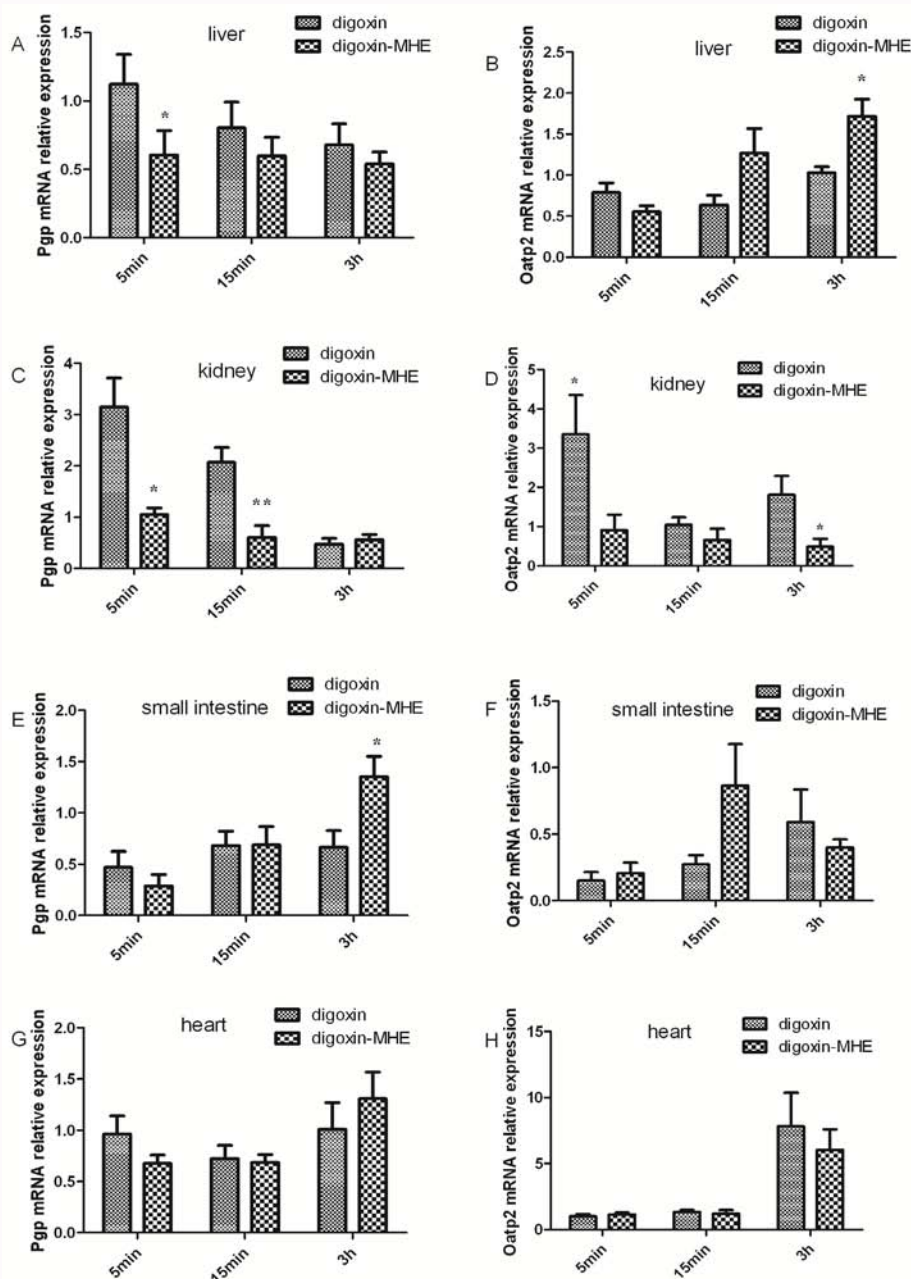 A
liver
digoxin
digoxin-MHE
Pgp mRNA relative expression
1.5
1.0
0.5
0.0
*
5min
15min
3h
B
liver
digoxin
digoxin-MHE
Oatp2 mRNA relative expression
2.5
2.0
1.5
1.0
0.5
0.0
*
5min
15min
3h
C
kidney
digoxin
digoxin-MHE
Pgp mRNA relative expression
4
3
2
1
0
*
**
5min
15min
3h
D
kidney
digoxin
digoxin-MHE
Oatp2 mRNA relative expression
5
4
3
2
1
0
*
*
5min
15min
3h
E
small intestine
digoxin
digoxin-MHE
Pgp mRNA relative expression
2.0
1.5
1.0
0.5
0.0
*
5min
15min
3h
F
small intestine
digoxin
digoxin-MHE
Oatp2 mRNA relative expression
1.5
1.0
0.5
0.0
5min
15min
3h
G
heart
digoxin
digoxin-MHE
Pgp mRNA relative expression
2.0
1.5
1.0
0.5
0.0
5min
15min
3h
H
heart
digoxin
digoxin-MHE
Oatp2 mRNA relative expression
15
10
5
0
5min
15min
3h